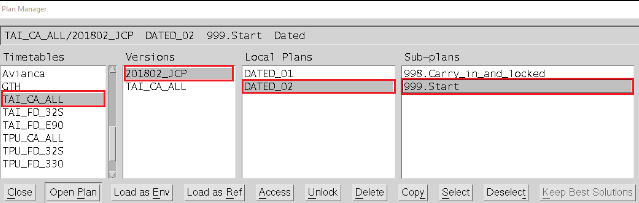 Plan Manager
TAI_CA_ALL/201802_JCP DATED_02 999.Start Dated
Timetables
Avianca
GTH
TAI_CA_ALL
TAI_FD_32S
TAI_FD_E90
TPU_CA_ALL
TPU_FD_32S
TPU_FD_330
Versions
201802_JCP
TAI_CA_ALL
Local Plans
DATED_01
DATED_02
Sub-plans
998.Carry_in_and_locked
999.Start
Close Open Plan Load as Env Load as Ref Access Unlock Delete Copy Select Deselect Keep Best Solutions